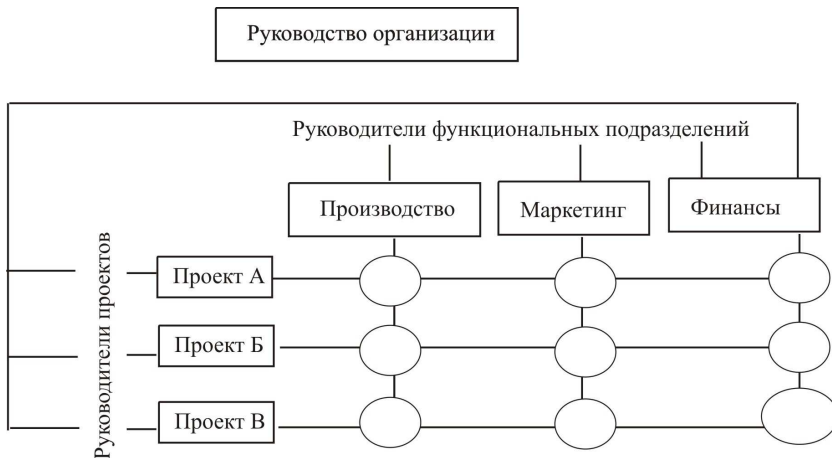 Руководство организации
Руководители функциональных подразделений
Производство
Маркетинг
Финансы
Руководители проектов
Проект А
Проект Б
Проект В